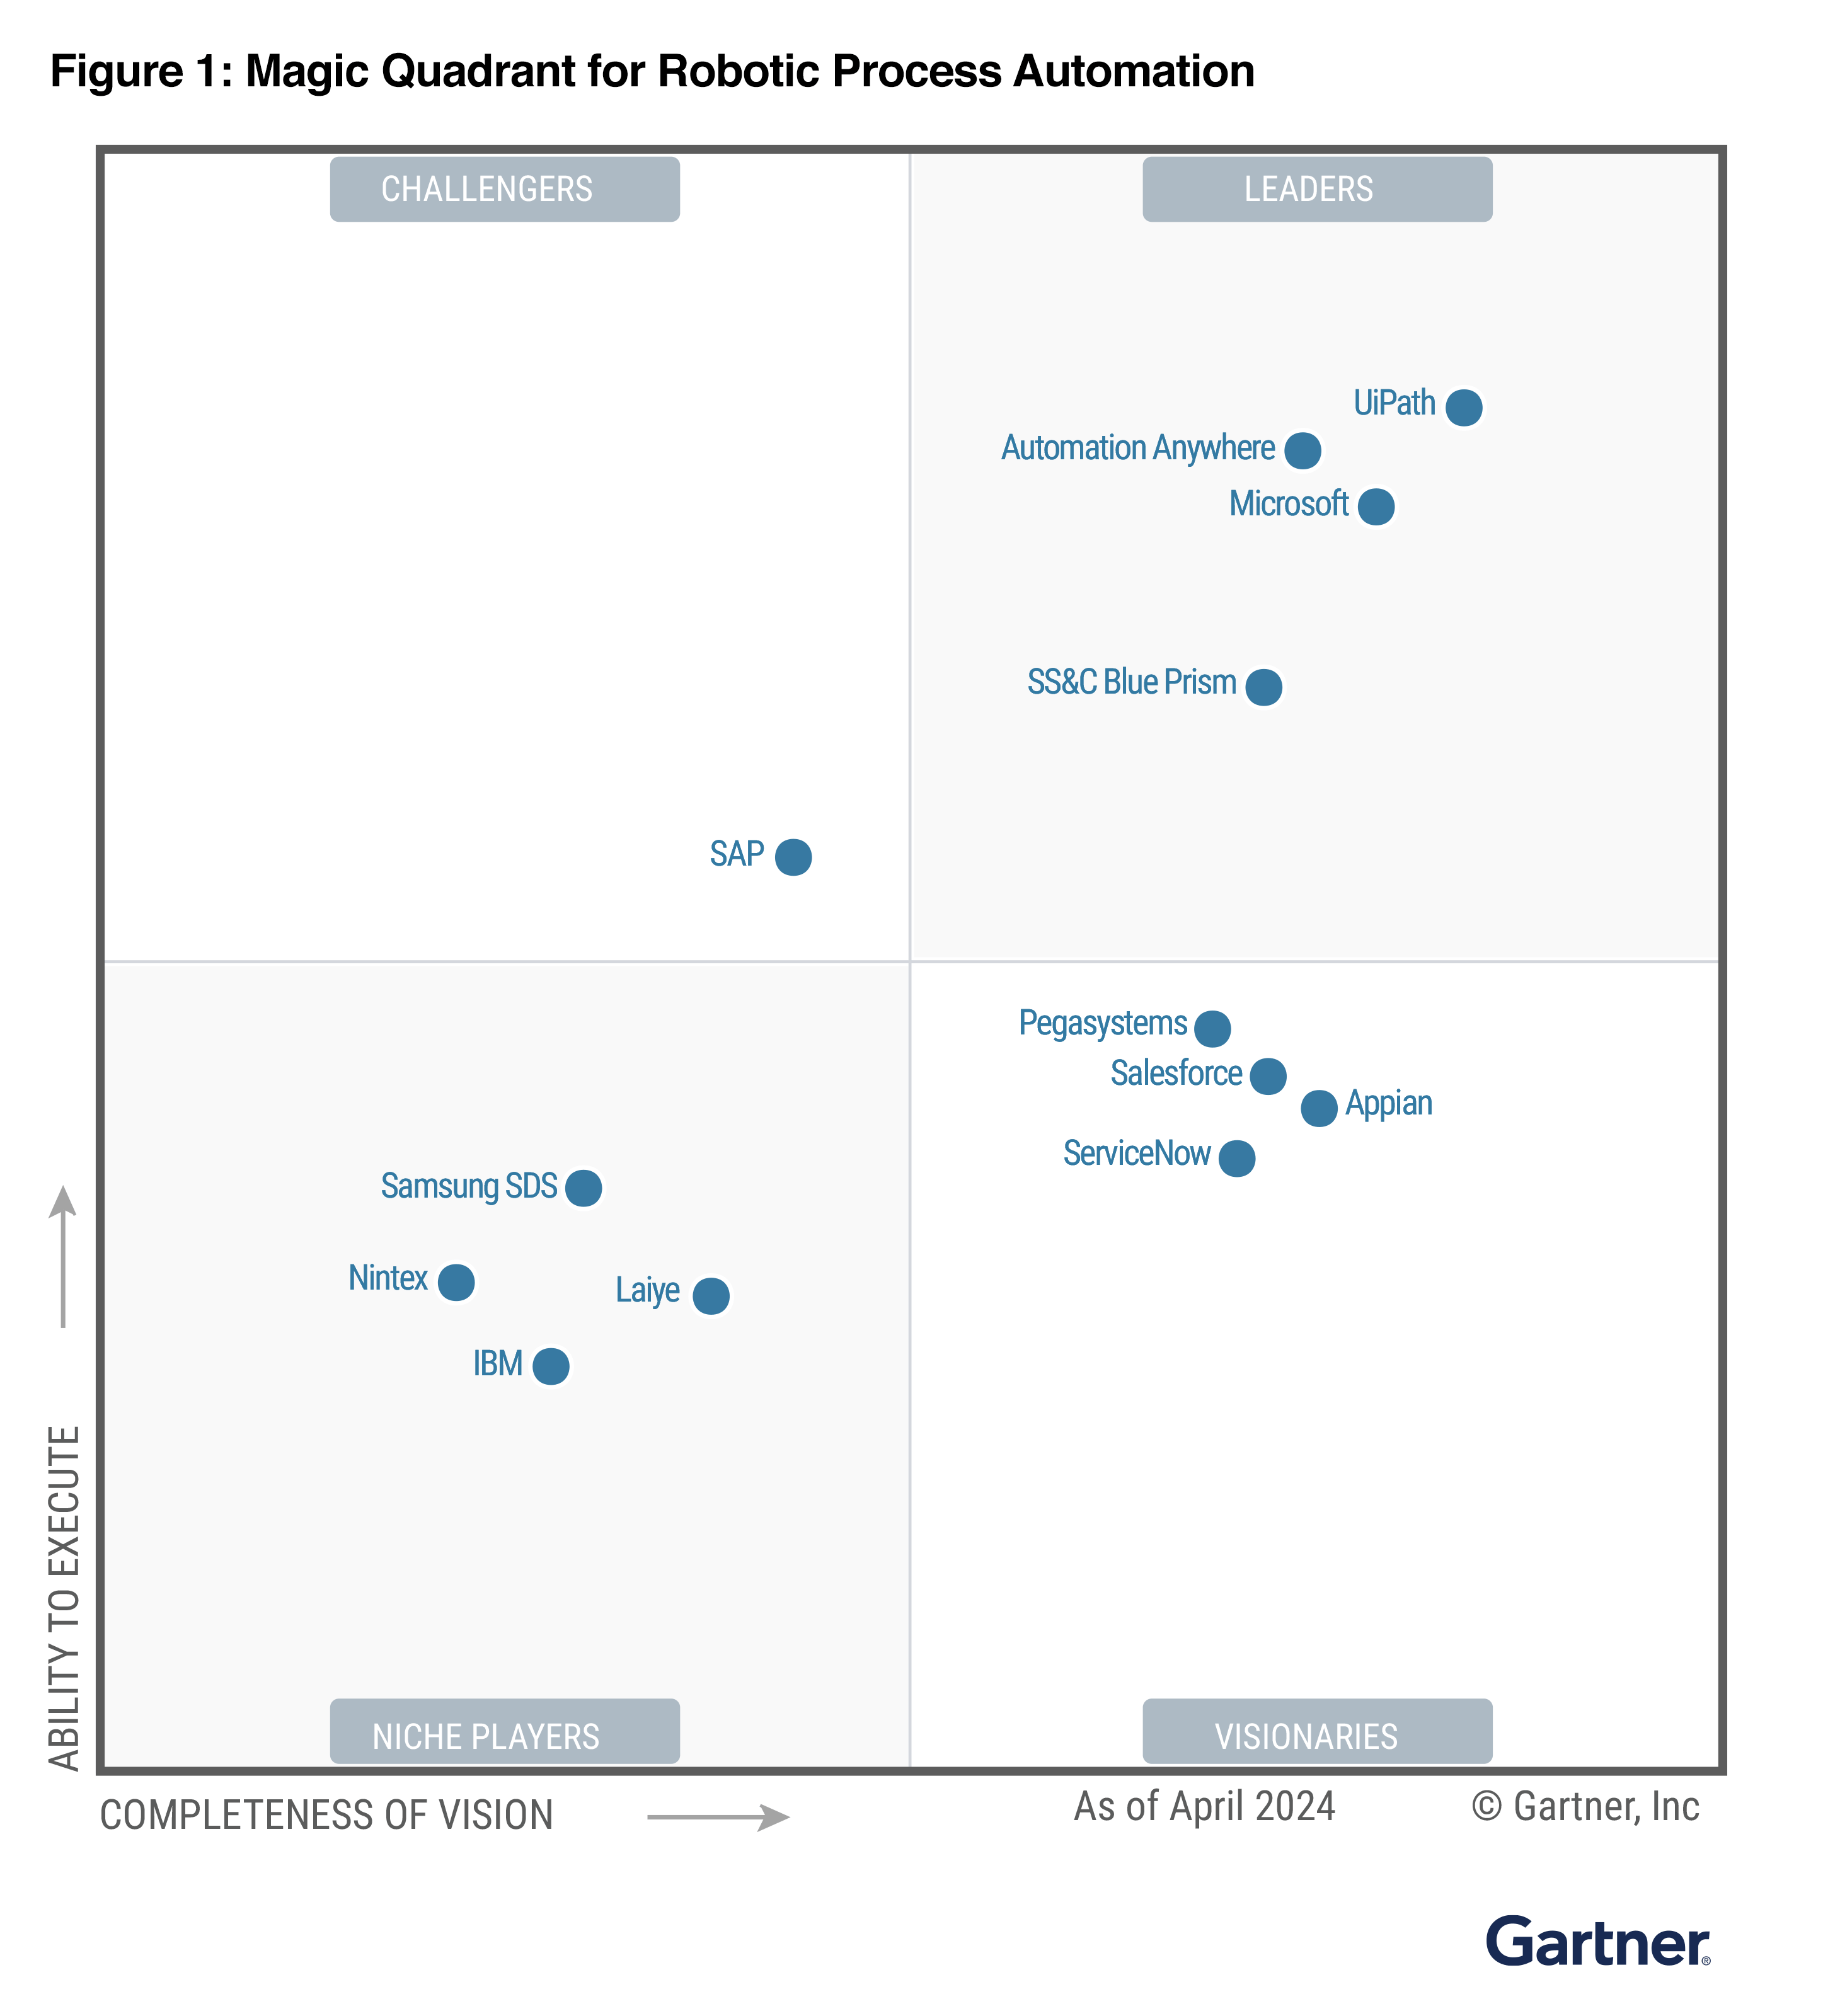 Figure 1: Magic Quadrant for Robotic Process Automation
CHALLENGERS
LEADERS
UiPath
Automation Anywhere
Microsoft
SS&C Blue Prism
SAP
Pegasystems
Salesforce
Appian
ServiceNow
Samsung SDS
Nintex
Laiye
IBM
NICHE PLAYERS
VISIONARIES
ABILITY TO EXECUTE
COMPLETENESS OF VISION
As of April 2024
© Gartner, Inc
Gartner®